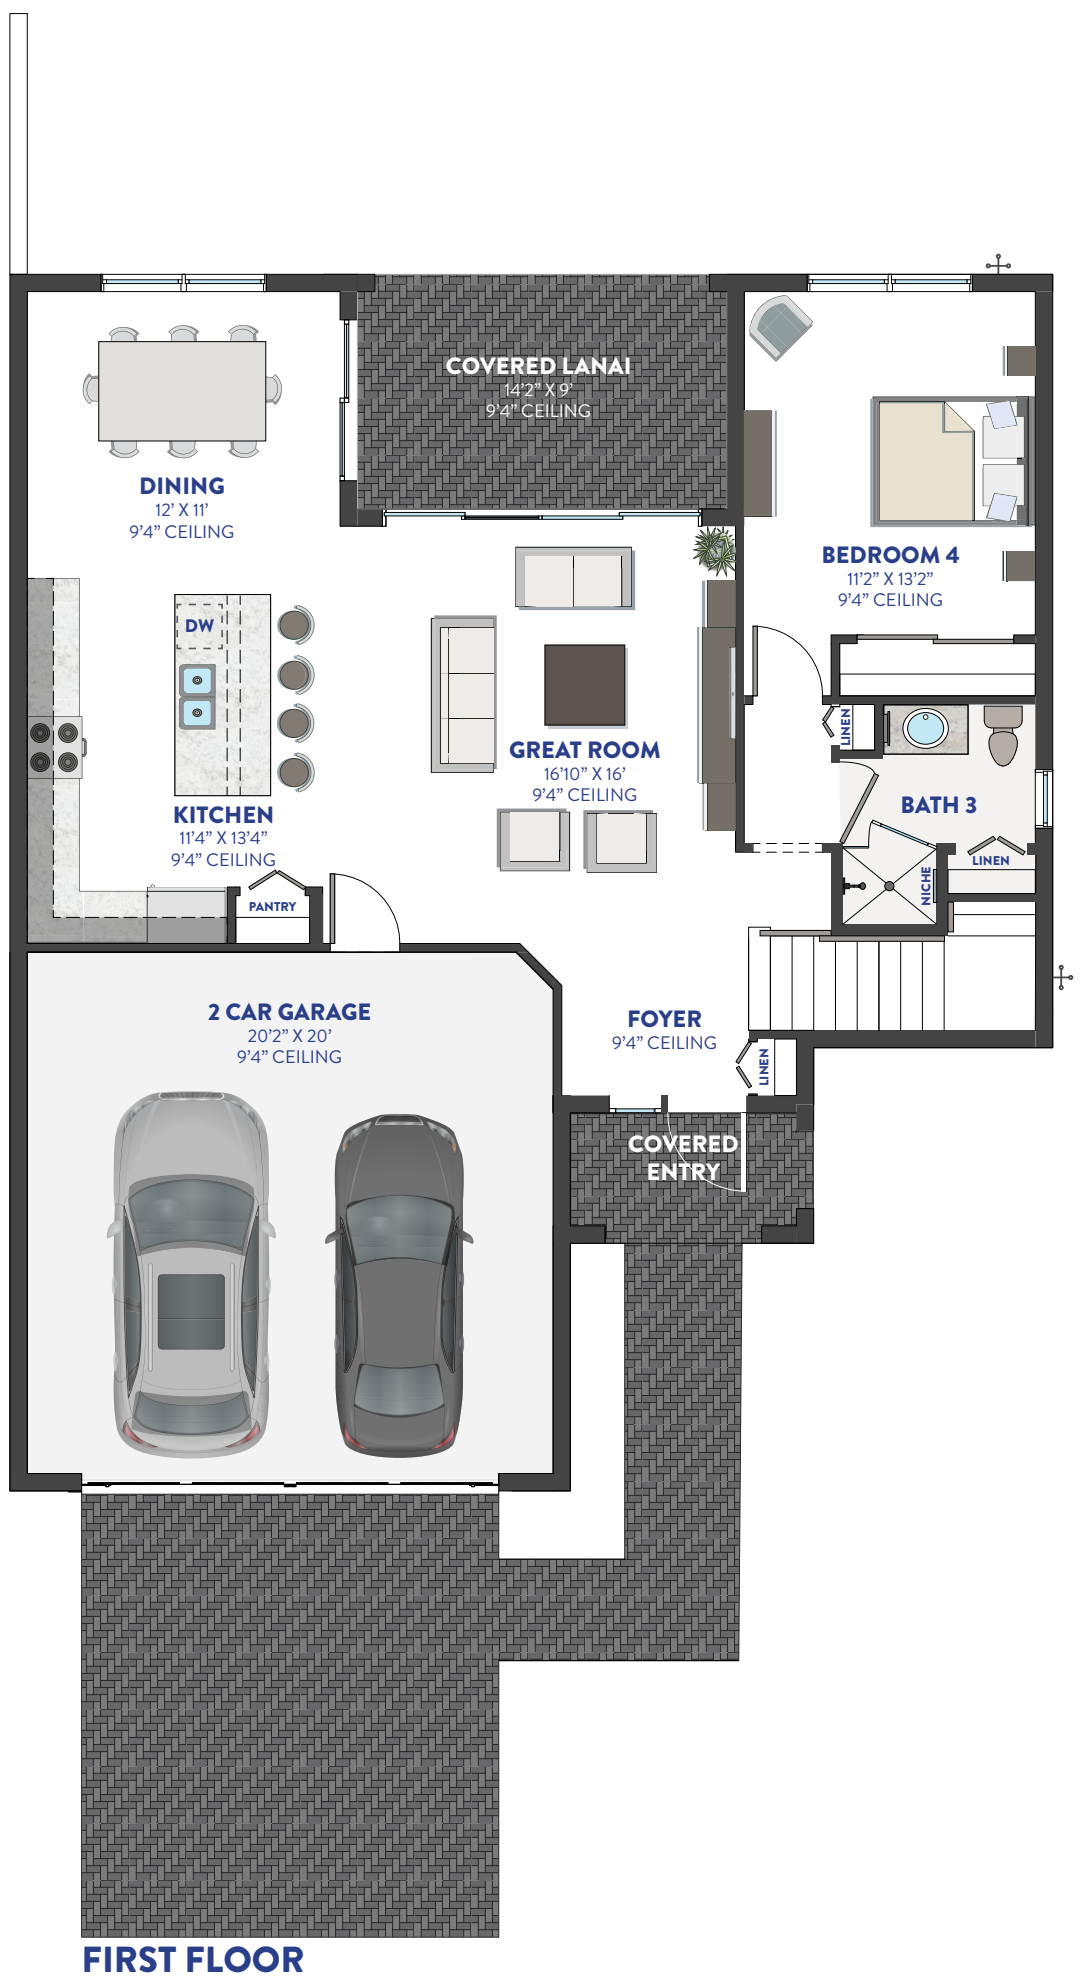 COVERED LANAI
14'2" X 9'
9'4" CEILING
DINING
12' X 11'
9'4" CEILING
BEDROOM 4
11'2" X 13'2"
9'4" CEILING
DW
LINEN
GREAT ROOM
16'10" X 16'
9'4" CEILING
KITCHEN
11'4" X 13'4"
9'4" CEILING
BATH 3
LINEN
NICHE
PANTRY
2 CAR GARAGE
20'2" X 20'
9'4" CEILING
FOYER
9'4" CEILING
LINEN
COVERED
ENTRY
FIRST FLOOR